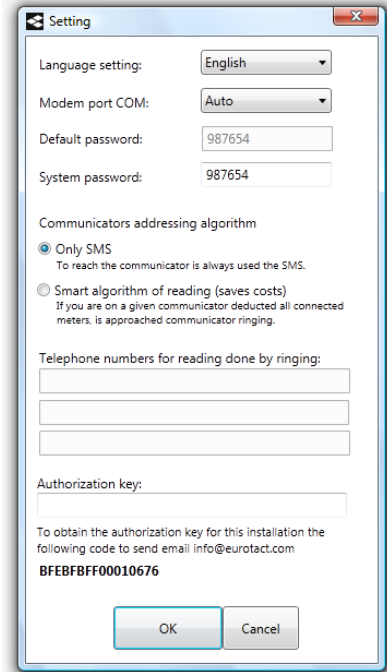 Setting
Language setting: English
Modem port COM: Auto
Default password: 987654
System password: 987654
Communicators addressing algorithm
Only SMS
To reach the communicator is always used the SMS.
Smart algorithm of reading (saves costs)
If you are on a given communicator deducted all connected
meters, is approached communicator ringing.
Telephone numbers for reading done by ringing:
Authorization key:
To obtain the authorization key for this installation the
following code to send email info@eurotact.com
BFEBFBFF00010676
OK Cancel